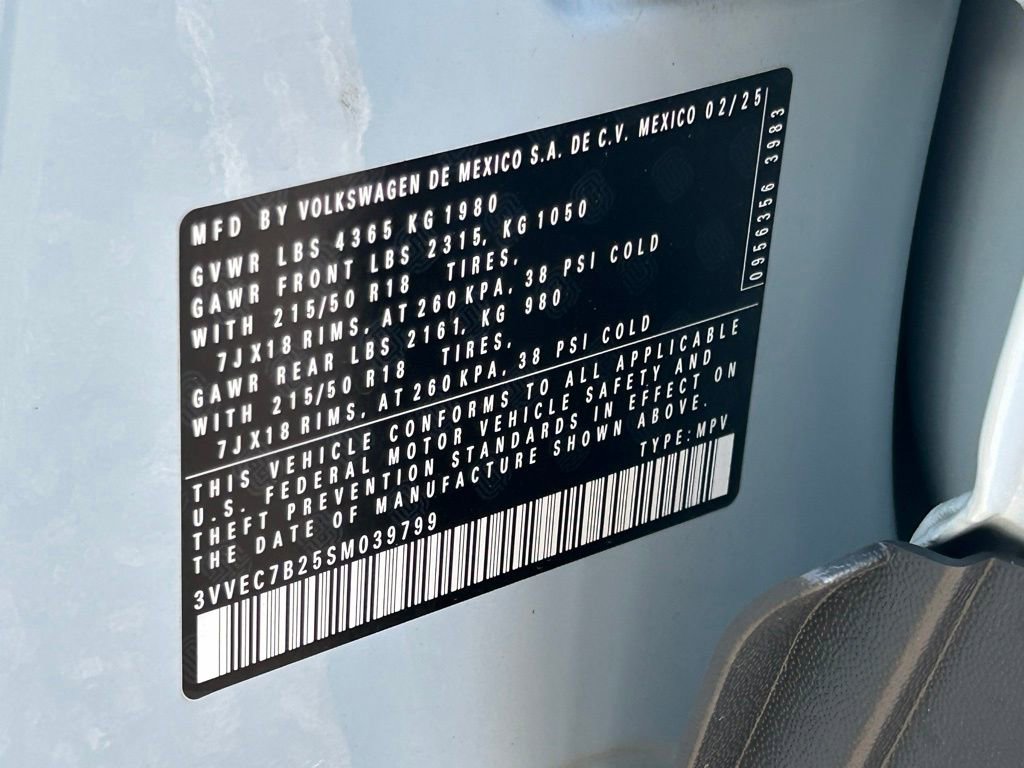 MFD BY VOLKSWAGEN DE MEXICO S.A. DE C.V. MEXICO 02/25
GVWR LBS 4365 KG 1980
GAWR FRONT LBS 2315, KG 1050
WITH 215/50 R18 TIRES,
7JX18 RIMS, AT 260 KPA, 38 PSI COLD
GAWR REAR LBS 2161, KG 980
WITH 215/50 R18 TIRES,
7JX18 RIMS, AT 260 KPA, 38 PSI COLD
THIS VEHICLE CONFORMS TO ALL APPLICABLE
U.S. FEDERAL MOTOR VEHICLE SAFETY AND
THEFT PREVENTION STANDARDS IN EFFECT ON
THE DATE OF MANUFACTURE SHOWN ABOVE.
3VVEC7B25SM039799 TYPE: MPV
0956356 3983